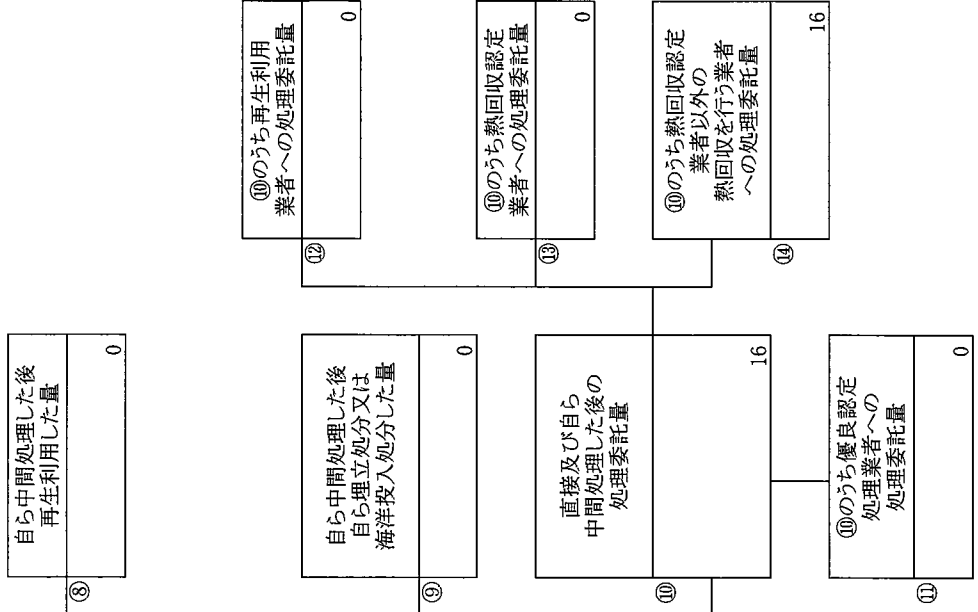 ⑧
自ら中間処理した後
再生利用した量
0
⑨
自ら中間処理した後
自ら埋立処分又は
海洋投入処分した量
0
⑩
直接及び自ら
中間処理した後の
処理委託量
16
⑪
⑩のうち優良認定
処理業者への
処理委託量
0
⑫
⑩のうち再生利用
業者への処理委託量
0
⑬
⑩のうち熱回収認定
業者への処理委託量
0
⑭
⑩のうち熱回収認定
業者以外の
熱回収を行う業者
への処理委託量
16